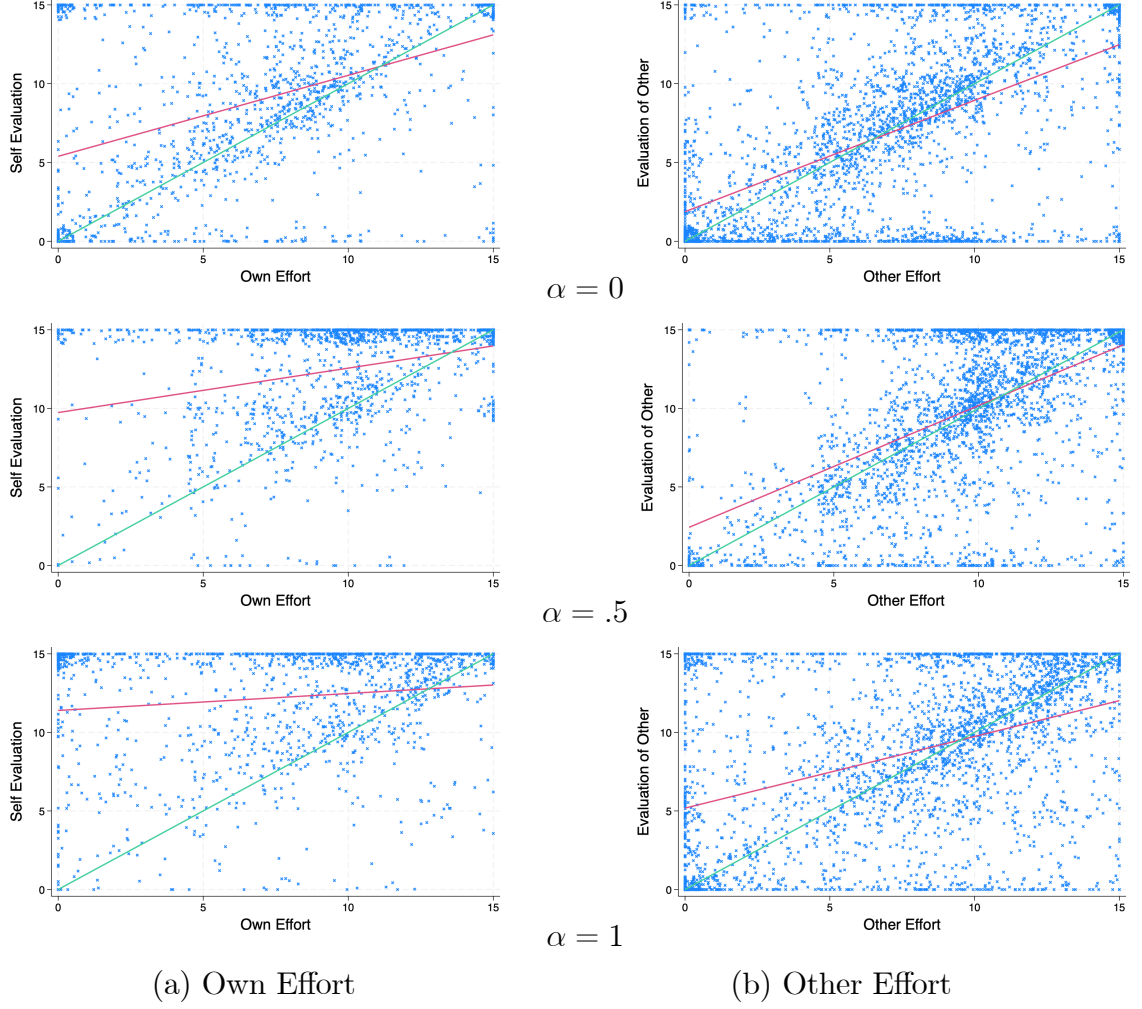 15
10
5
0
Self Evaluation
0 5 10 15
Own Effort
15
10
5
0
Evaluation of Other
0 5 10 15
Other Effort
α = 0
15
10
5
0
Self Evaluation
0 5 10 15
Own Effort
15
10
5
0
Evaluation of Other
0 5 10 15
Other Effort
α = .5
15
10
5
0
Self Evaluation
0 5 10 15
Own Effort
15
10
5
0
Evaluation of Other
0 5 10 15
Other Effort
α = 1
(a) Own Effort
(b) Other Effort